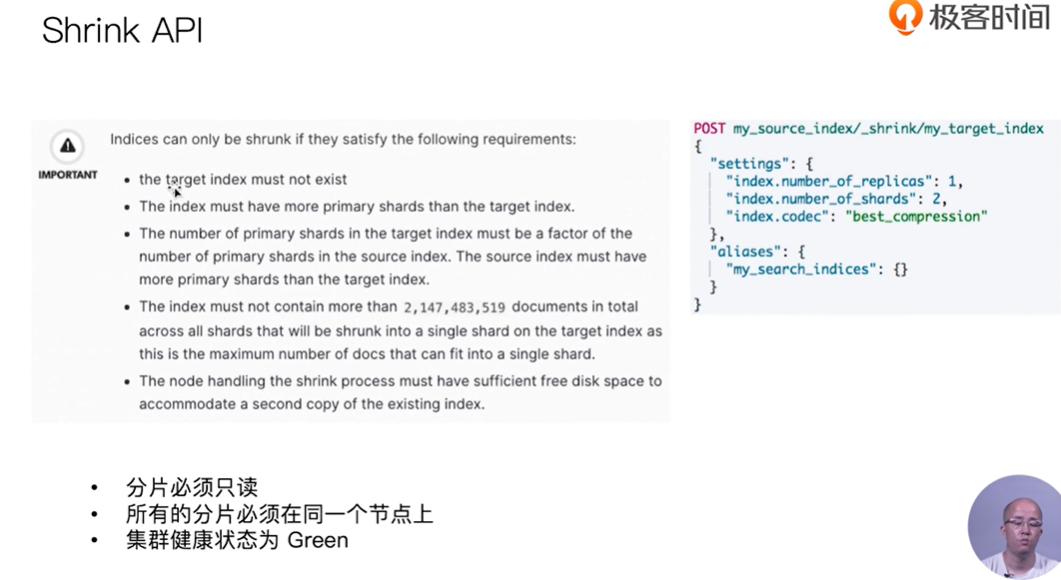 Shrink API
极客时间
IMPORTANT
Indices can only be shrunk if they satisfy the following requirements:
• the target index must not exist
• The index must have more primary shards than the target index.
• The number of primary shards in the target index must be a factor of the
number of primary shards in the source index. The source index must have
more primary shards than the target index.
• The index must not contain more than 2,147,483,519 documents in total
across all shards that will be shrunk into a single shard on the target index as
this is the maximum number of docs that can fit into a single shard.
• The node handling the shrink process must have sufficient free disk space to
accommodate a second copy of the existing index.
POST my_source_index/_shrink/my_target_index
{
"settings": {
"index.number_of_replicas": 1,
"index.number_of_shards": 2,
"index.codec": "best_compression"
},
"aliases": {
"my_search_indices": {}
}
}
• 分片必须只读
• 所有的分片必须在同一个节点上
• 集群健康状态为 Green